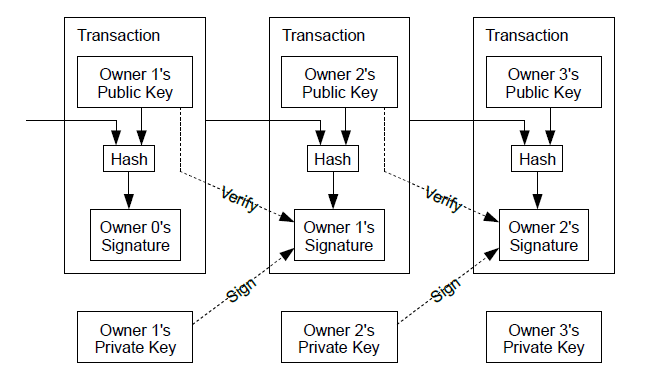 Transaction
Transaction
Transaction
Owner 1's
Public Key
Owner 2's
Public Key
Owner 3's
Public Key
Hash
Hash
Hash
Verify
Verify
Owner 0's
Signature
Owner 1's
Signature
Owner 2's
Signature
Sign
Sign
Owner 1's
Private Key
Owner 2's
Private Key
Owner 3's
Private Key